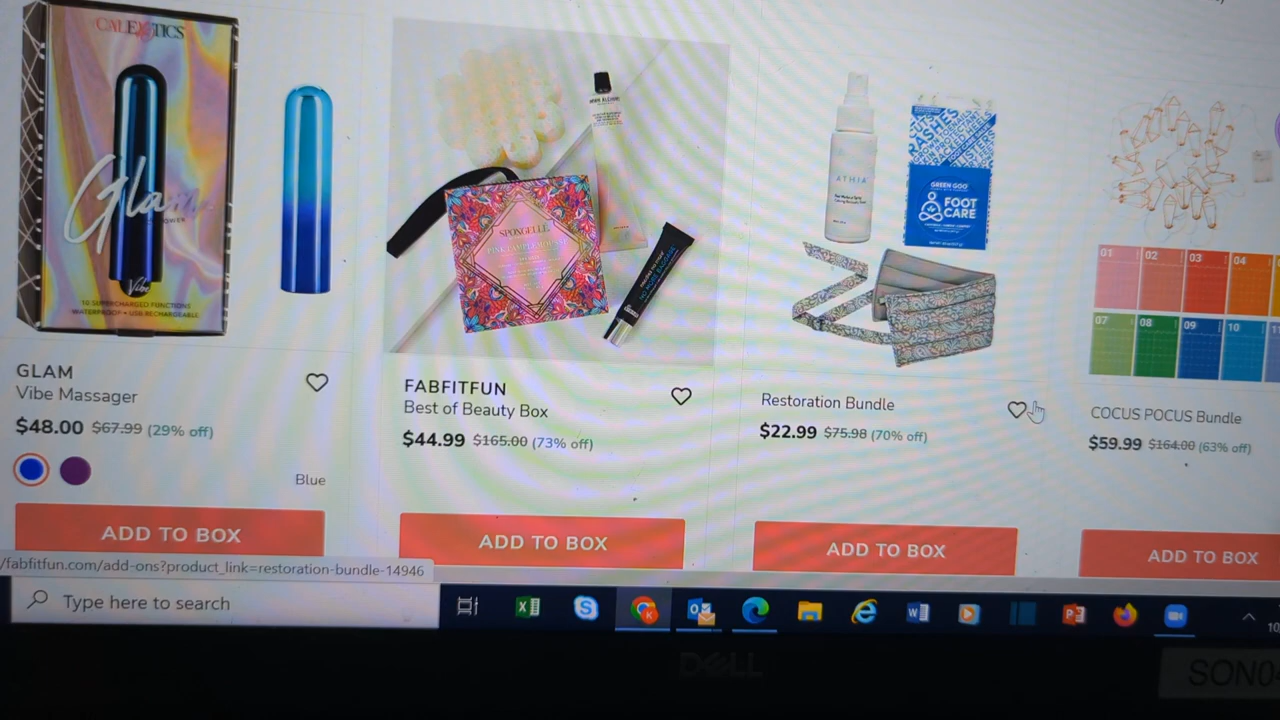 CALEXOTICS
Glam
POWER
Vibe
10 SUPERCHARGED FUNCTIONS
WATERPROOF • USB RECHARGEABLE
SPONGELLÉ
ATHIA
GREEN GOO
FOOT
CARE
01 02 03 04
07 08 09 10
GLAM
Vibe Massager
$48.00 $67.99 (29% off)
Blue
ADD TO BOX
FABFITFUN
Best of Beauty Box
$44.99 $165.00 (73% off)
ADD TO BOX
Restoration Bundle
$22.99 $75.98 (70% off)
ADD TO BOX
COCUS POCUS Bundle
$59.99 $164.00 (63% off)
ADD TO BOX
/fabfitfun.com/add-ons?product_link=restoration-bundle-14946
Type here to search
10
DELL